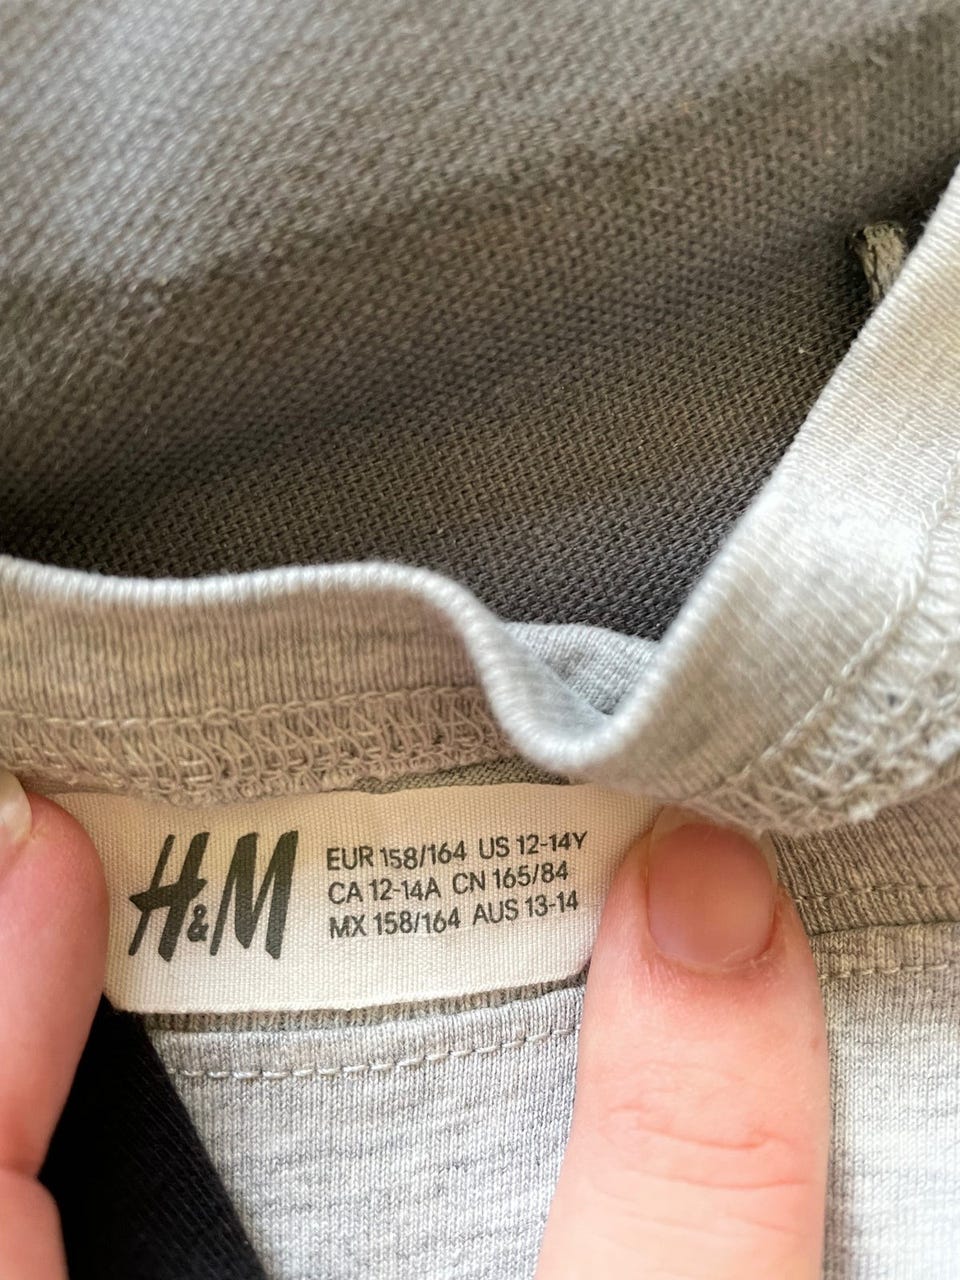 H&M
EUR 158/164 US 12-14Y
CA 12-14A CN 165/84
MX 158/164 AUS 13-14